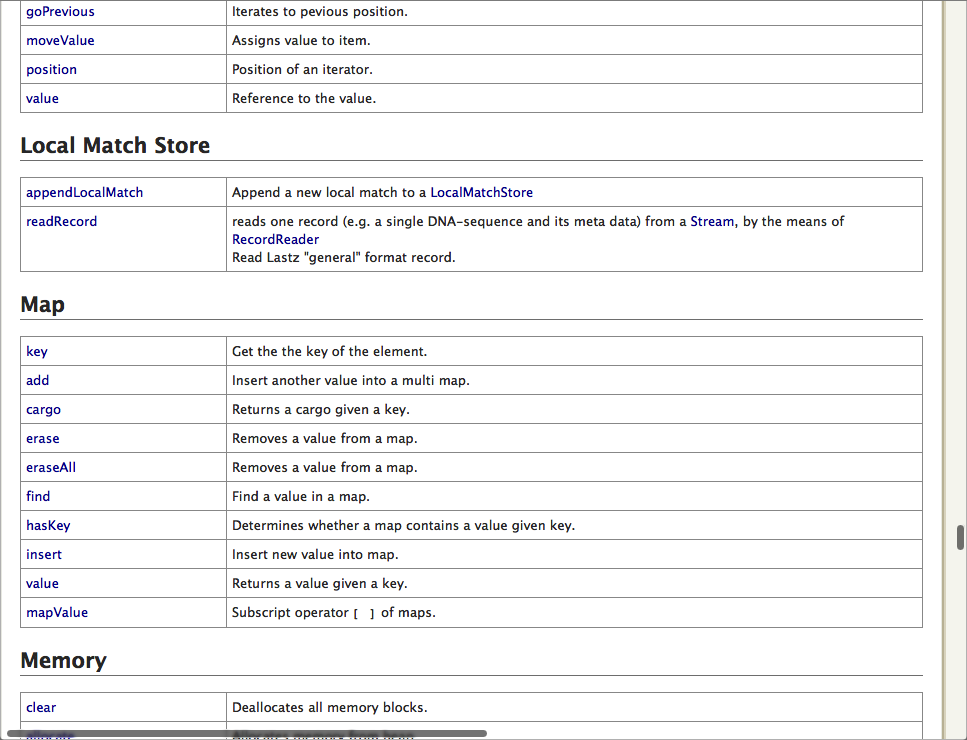 goPrevious Iterates to pevious position.
moveValue Assigns value to item.
position Position of an iterator.
value Reference to the value.
Local Match Store
appendLocalMatch Append a new local match to a LocalMatchStore
readRecord reads one record (e.g. a single DNA-sequence and its meta data) from a Stream, by the means of
RecordReader
Read Lastz "general" format record.
Map
key Get the the key of the element.
add Insert another value into a multi map.
cargo Returns a cargo given a key.
erase Removes a value from a map.
eraseAll Removes a value from a map.
find Find a value in a map.
hasKey Determines whether a map contains a value given key.
insert Insert new value into map.
value Returns a value given a key.
mapValue Subscript operator [ ] of maps.
Memory
clear Deallocates all memory blocks.
allocate Allocates memory from heap.